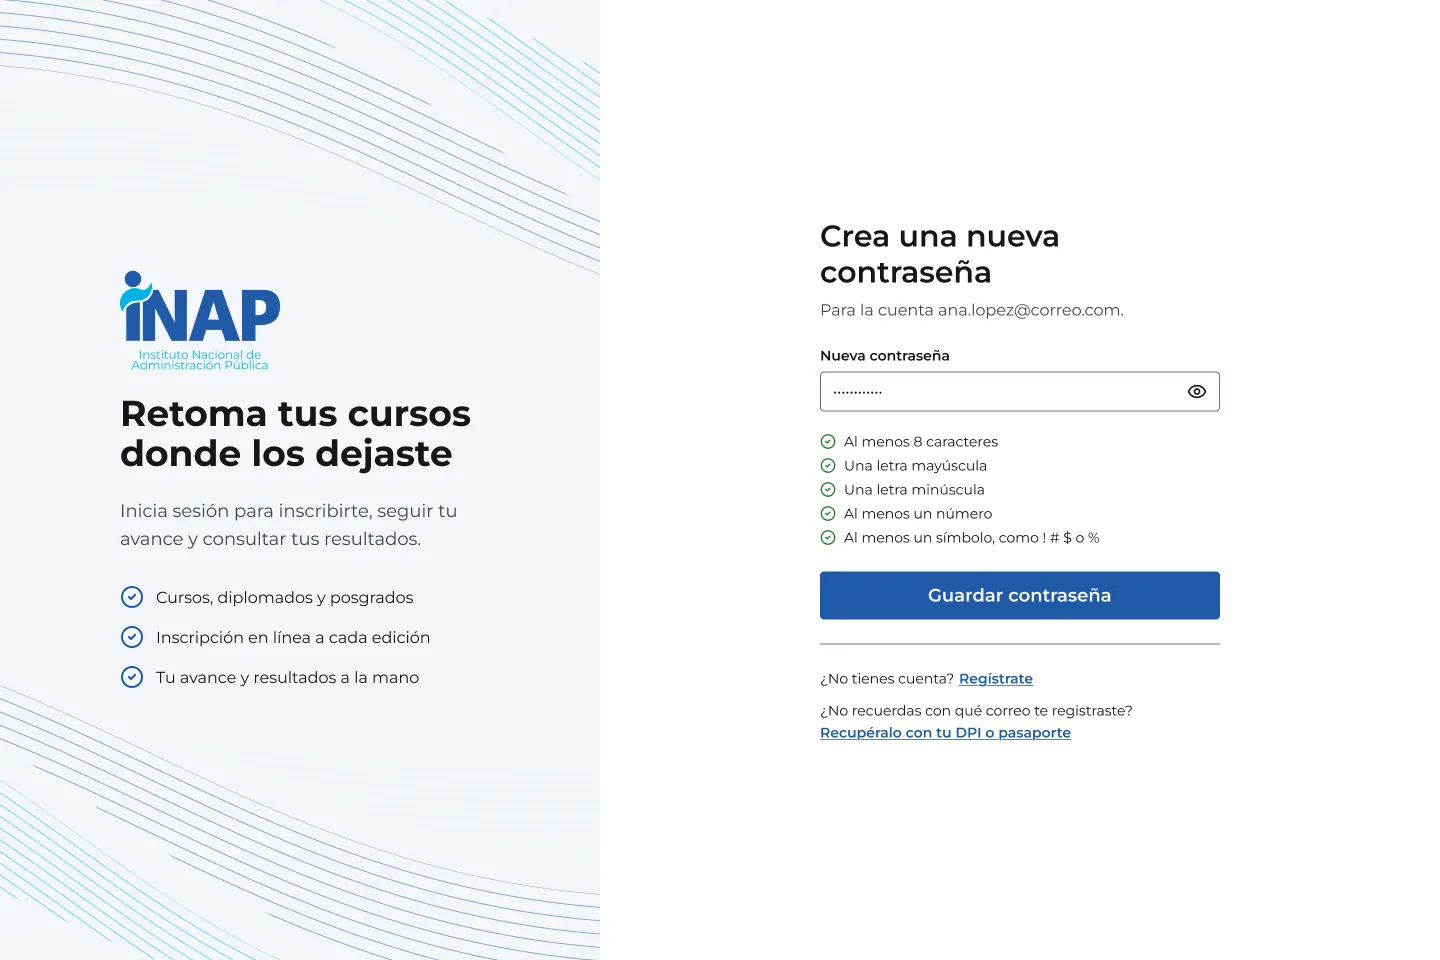 iNAP
Instituto Nacional de
Administración Pública
Retoma tus cursos
donde los dejaste
Inicia sesión para inscribirte, seguir tu
avance y consultar tus resultados.
Cursos, diplomados y posgrados
Inscripción en línea a cada edición
Tu avance y resultados a la mano
Crea una nueva
contraseña
Para la cuenta ana.lopez@correo.com.
Nueva contraseña
••••••••••••
Al menos 8 caracteres
Una letra mayúscula
Una letra minúscula
Al menos un número
Al menos un símbolo, como ! # $ o %
Guardar contraseña
¿No tienes cuenta? Regístrate
¿No recuerdas con qué correo te registraste?
Recupéralo con tu DPI o pasaporte